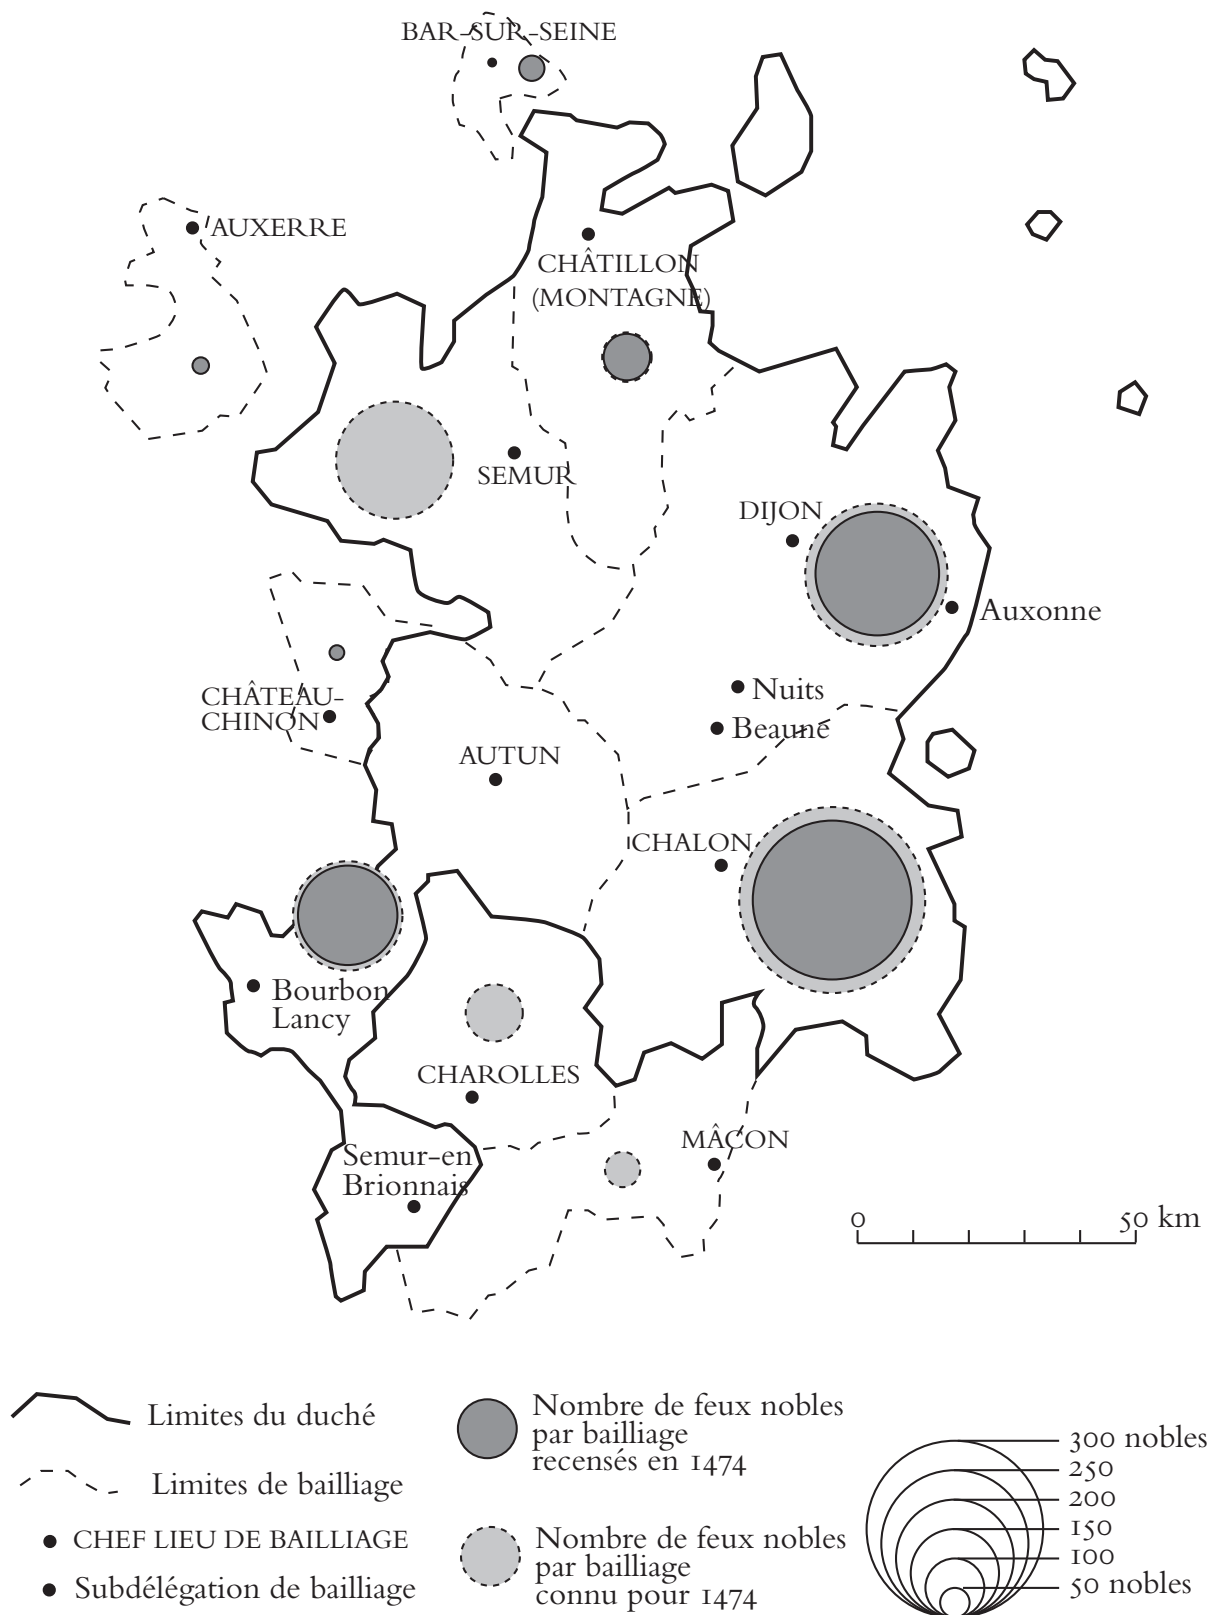 BAR-SUR-SEINE
AUXERRE
CHÂTILLON
(MONTAGNE)
SEMUR
DIJON
Auxonne
Nuits
Beaune
CHÂTEAU-
CHINON
AUTUN
CHALON
Bourbon
Lancy
CHAROLLES
MÂCON
Semur-en
Brionnais
0 50 km
Limites du duché
Limites de bailliage
CHEF LIEU DE BAILLIAGE
Subdélégation de bailliage
Nombre de feux nobles
par bailliage
recensés en 1474
Nombre de feux nobles
par bailliage
connu pour 1474
300 nobles
250
200
150
100
50 nobles